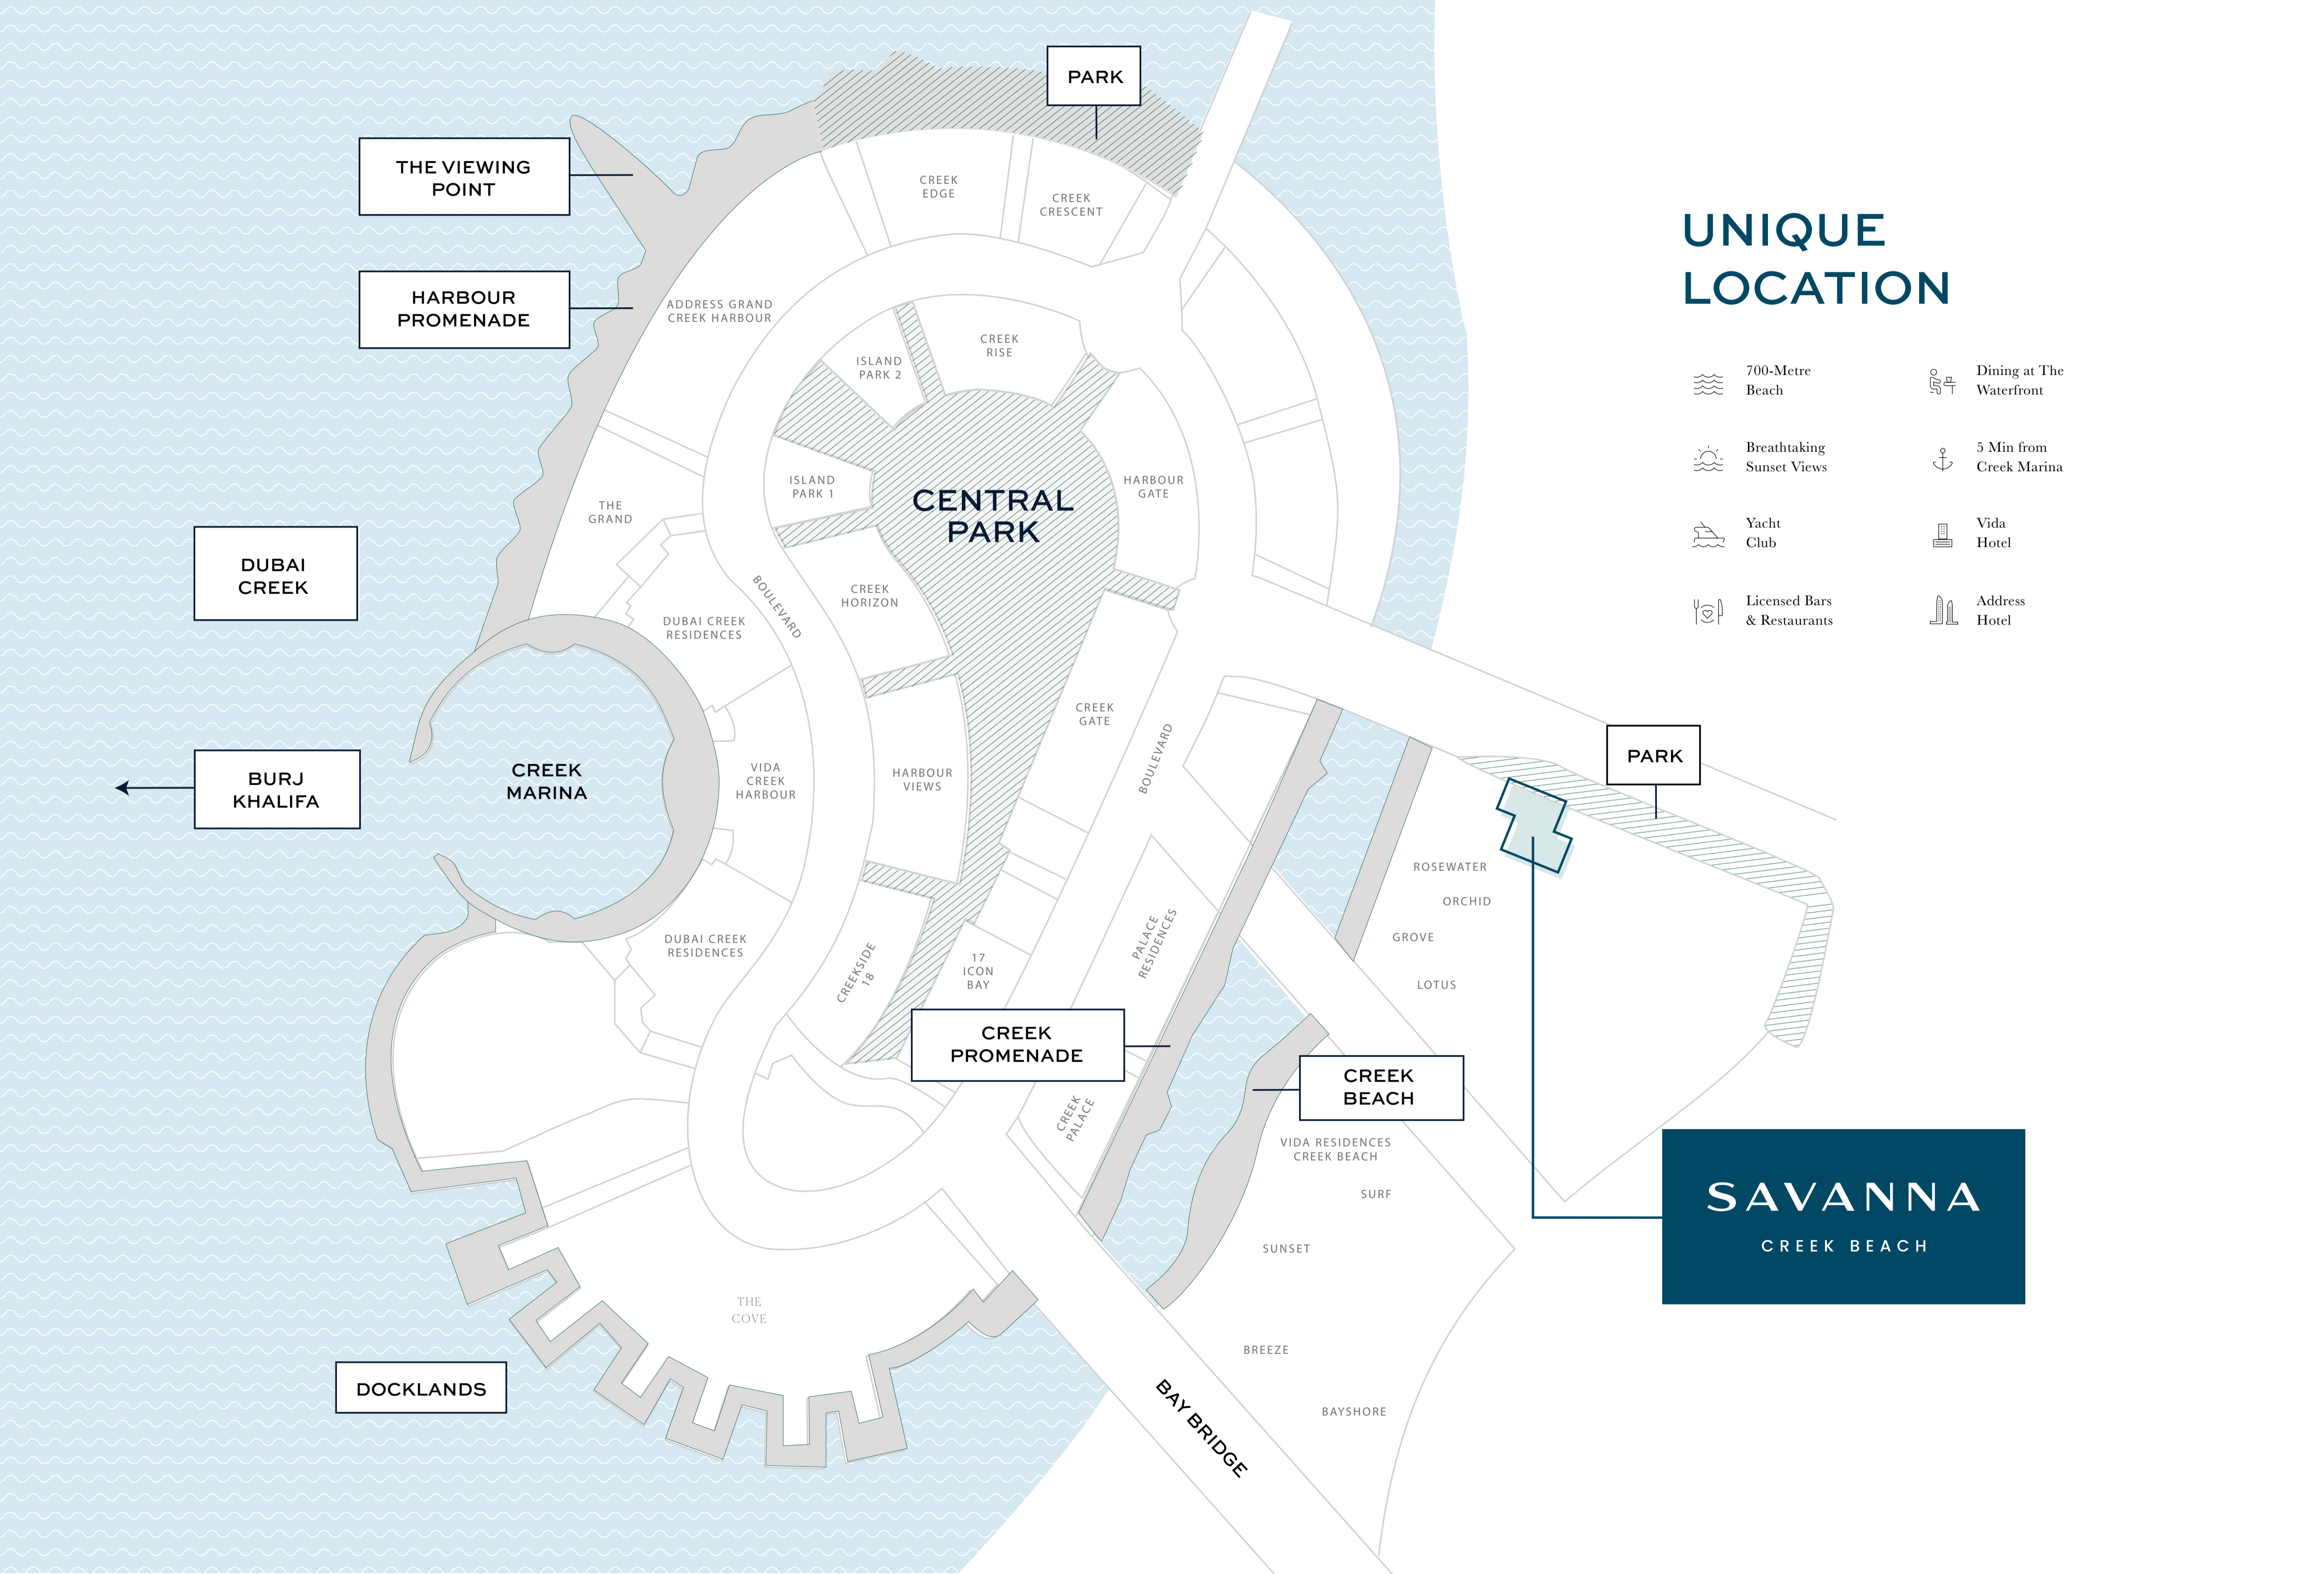 PARK
THE VIEWING
POINT
CREEK
EDGE
CREEK
CRESCENT
UNIQUE
LOCATION
HARBOUR
PROMENADE
ADDRESS GRAND
CREEK HARBOUR
CREEK
RISE
ISLAND
PARK 2
700-Metre
Beach
Dining at The
Waterfront
Breathtaking
Sunset Views
5 Min from
Creek Marina
Yacht
Club
Vida
Hotel
Licensed Bars
& Restaurants
Address
Hotel
ISLAND
PARK 1
HARBOUR
GATE
CENTRAL
PARK
THE
GRAND
DUBAI
CREEK
BOULEVARD
CREEK
HORIZON
DUBAI CREEK
RESIDENCES
CREEK
GATE
BOULEVARD
PARK
BURJ
KHALIFA
CREEK
MARINA
VIDA
CREEK
HARBOUR
HARBOUR
VIEWS
ROSEWATER
ORCHID
GROVE
LOTUS
DUBAI CREEK
RESIDENCES
CREEKSIDE
18
17
ICON
BAY
PALACE
RESIDENCES
CREEK
PROMENADE
CREEK
BEACH
CREEK
PALACE
VIDA RESIDENCES
CREEK BEACH
SURF
SUNSET
SAVANNA
CREEK BEACH
THE
COVE
BREEZE
DOCKLANDS
BAY BRIDGE
BAYSHORE